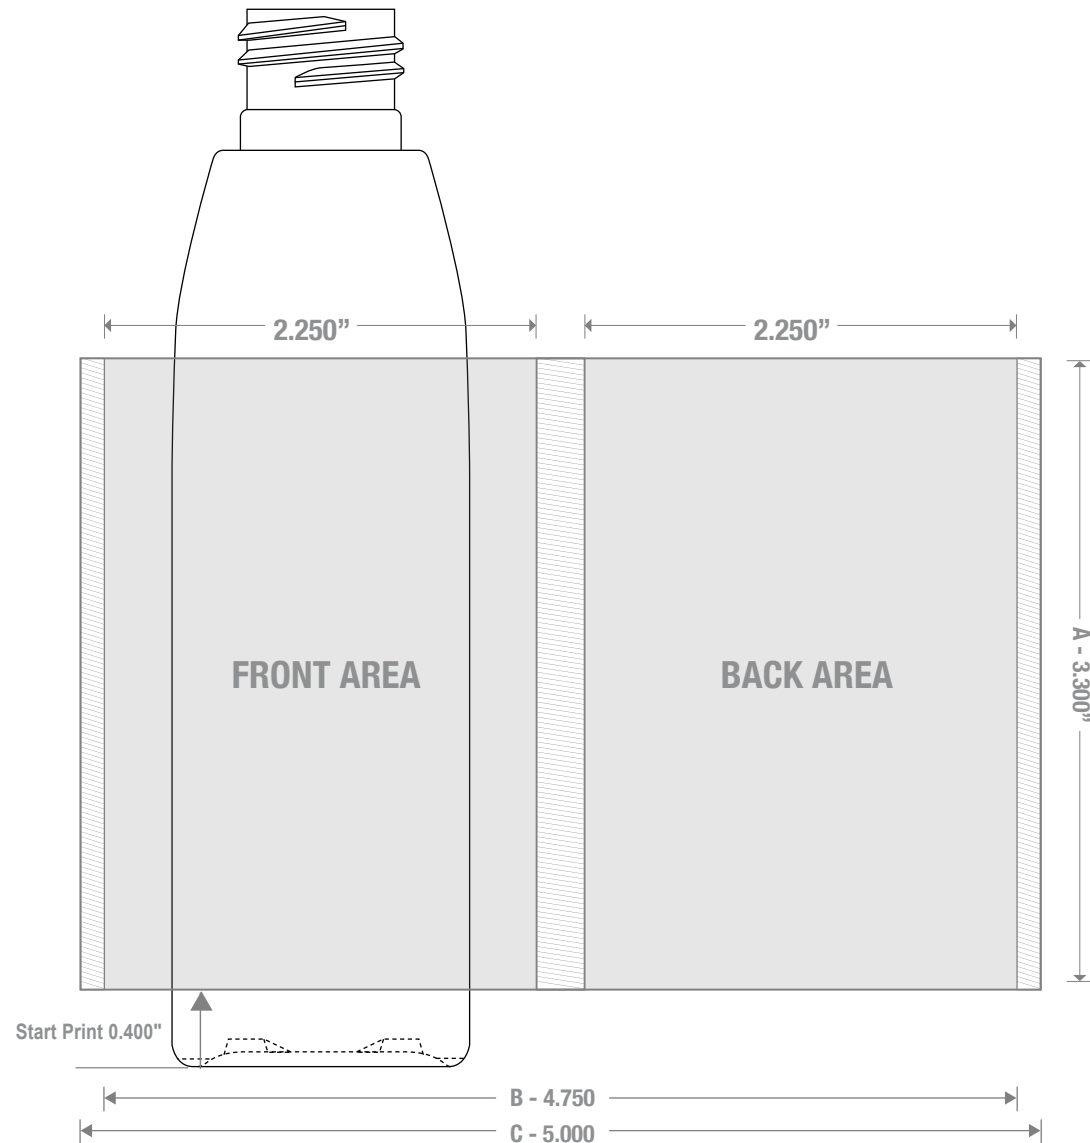 2.250” 2.250”
FRONT AREA BACK AREA
A - 3.300”
Start Print 0.400"
B - 4.750
C - 5.000